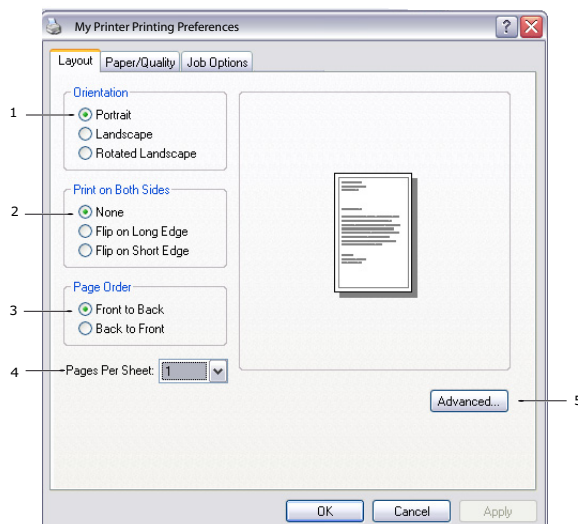 My Printer Printing Preferences
Layout Paper/Quality Job Options
Orientation
1 Portrait
Landscape
Rotated Landscape
Print on Both Sides
2 None
Flip on Long Edge
Flip on Short Edge
Page Order
3 Front to Back
Back to Front
4 Pages Per Sheet: 1
Advanced... 5
OK Cancel Apply